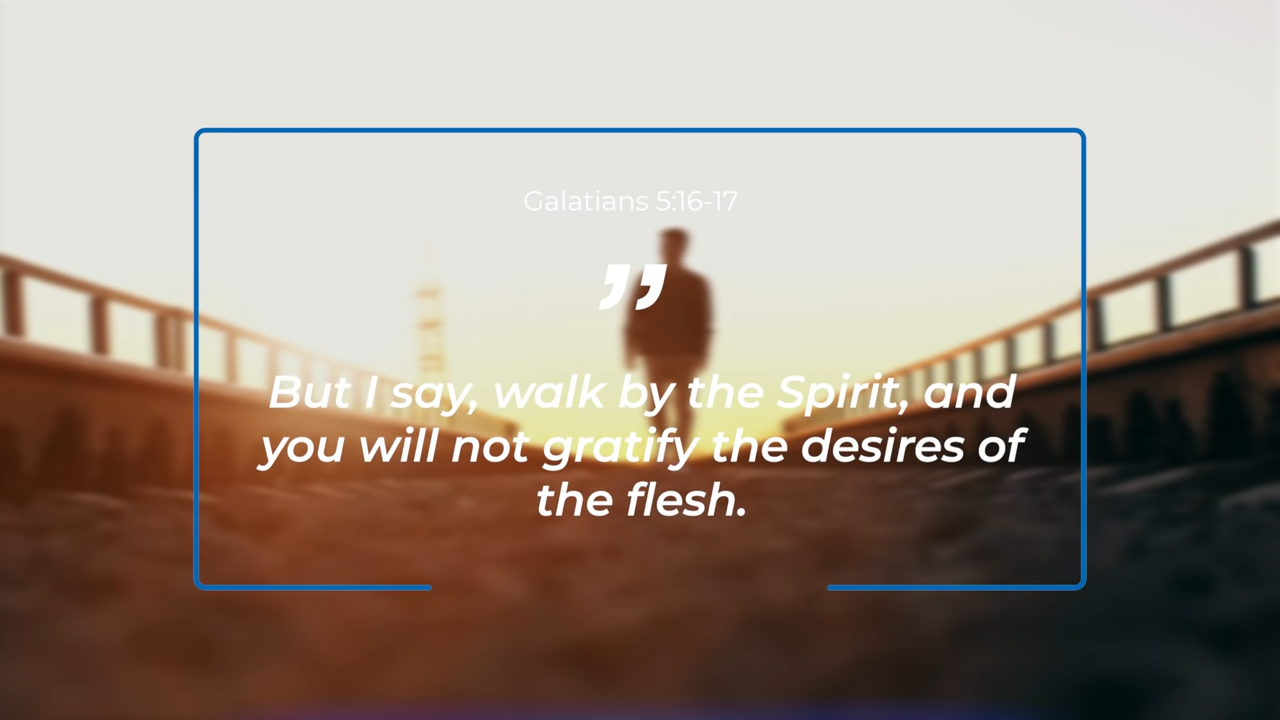 Galatians 5:16-17
”
But I say, walk by the Spirit, and
you will not gratify the desires of
the flesh.